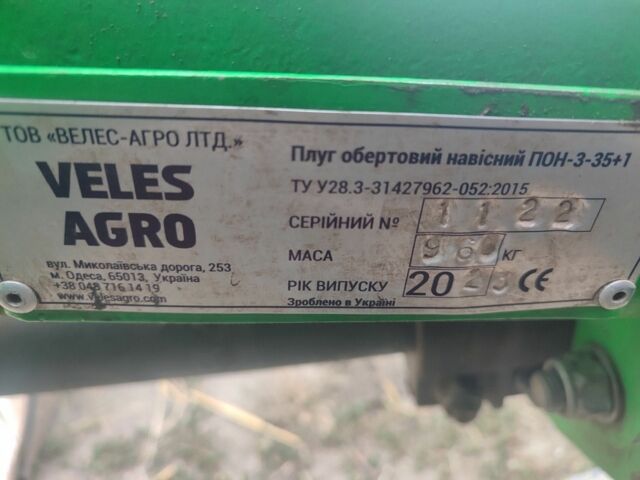 ТОВ «ВЕЛЕС-АГРО ЛТД.»
VELES
AGRO
вул. Миколаївська дорога, 253
м. Одеса, 65013, Україна
+38 048 716 14 19
www.velesagro.com
Плуг обертовий навісний ПОН-3-35+1
ТУ У28.3-31427962-052:2015
СЕРІЙНИЙ № 1122
МАСА 960 КГ
РІК ВИПУСКУ 20 CE
Зроблено в Україні